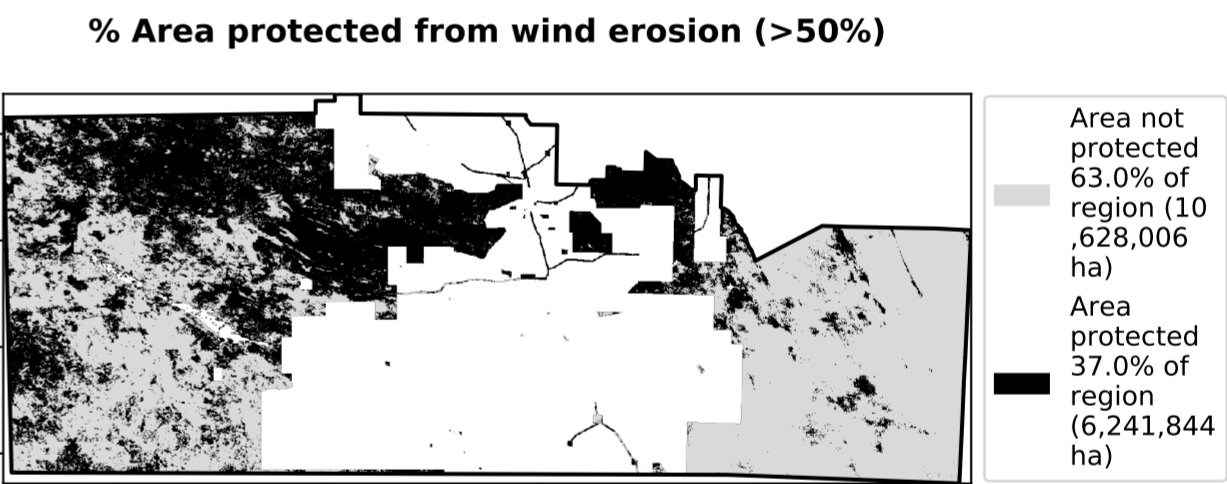 % Area protected from wind erosion (>50%)
Area not
protected
63.0% of
region (10
,628,006
ha)
Area
protected
37.0% of
region
(6,241,844
ha)